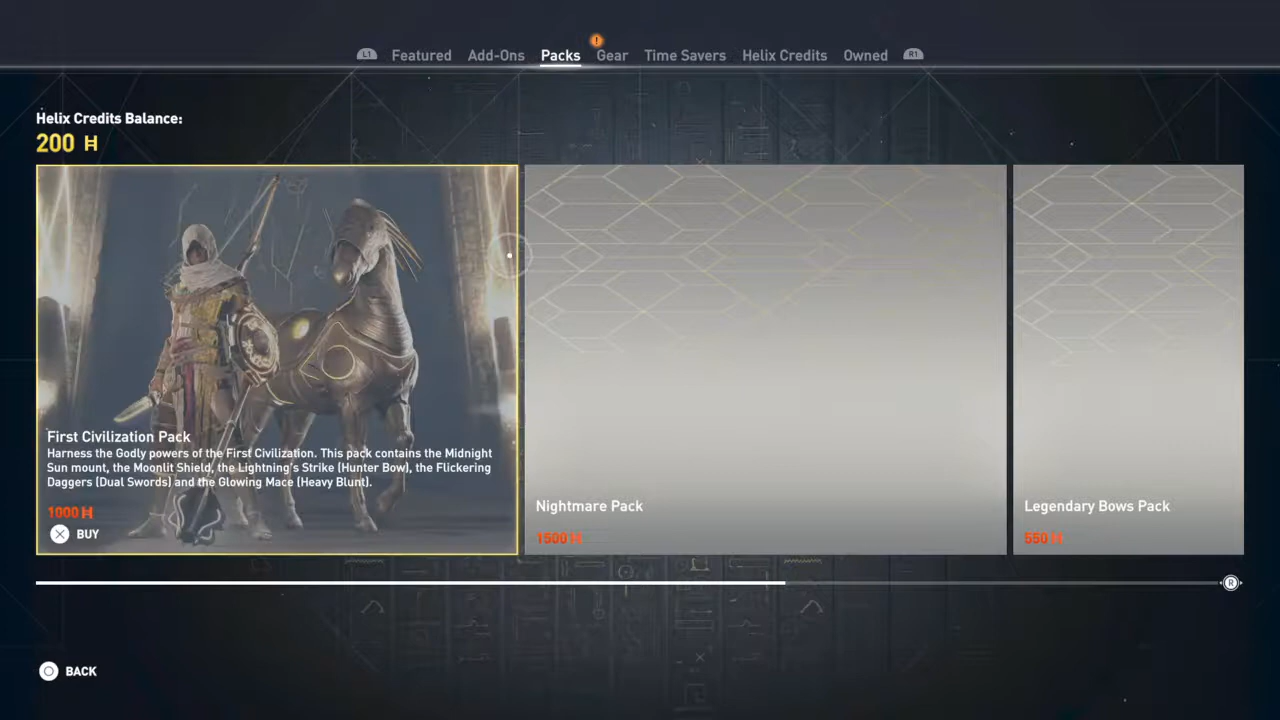 L1 Featured Add-Ons Packs ! Gear Time Savers Helix Credits Owned R1
Helix Credits Balance:
200 H
First Civilization Pack
Harness the Godly powers of the First Civilization. This pack contains the Midnight
Sun mount, the Moonlit Shield, the Lightning's Strike (Hunter Bow), the Flickering
Daggers (Dual Swords) and the Glowing Mace (Heavy Blunt).
1000 H
BUY
Nightmare Pack
1500 H
Legendary Bows Pack
550 H
R
BACK